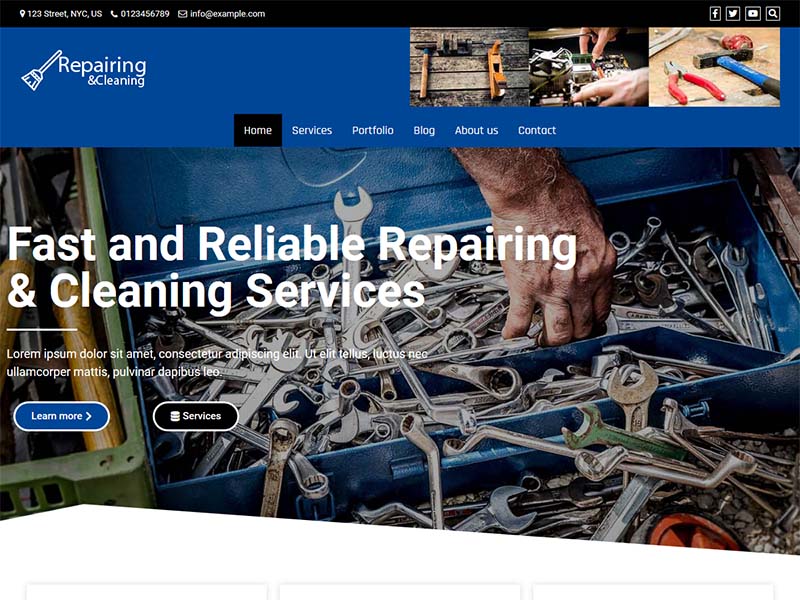 123 Street, NYC, US 0123456789 info@example.com
Repairing
&Cleaning
Home Services Portfolio Blog About us Contact
Fast and Reliable Repairing
& Cleaning Services
Lorem ipsum dolor sit amet, consectetur adipiscing elit. Ut elit tellus, luctus nec
ullamcorper mattis, pulvinar dapibus leo.
Learn more Services